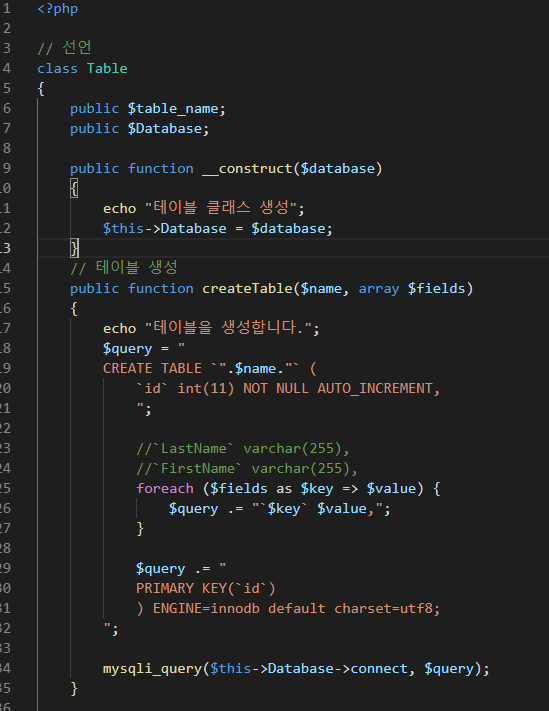 1 <?php
2
3 // 선언
4 class Table
5 {
6 public $table_name;
7 public $Database;
8
9 public function __construct($database)
10 {
11 echo "테이블 클래스 생성";
12 $this->Database = $database;
13 }
14 // 테이블 생성
15 public function createTable($name, array $fields)
16 {
17 echo "테이블을 생성합니다.";
18 $query = "
19 CREATE TABLE `".$name."` (
20 `id` int(11) NOT NULL AUTO_INCREMENT,
21 ";
22
23 //`LastName` varchar(255),
24 //`FirstName` varchar(255),
25 foreach ($fields as $key => $value) {
26 $query .= "`$key` $value,";
27 }
28
29 $query .= "
30 PRIMARY KEY(`id`)
31 ) ENGINE=innodb default charset=utf8;
32 ";
33
34 mysqli_query($this->Database->connect, $query);
35 }
36